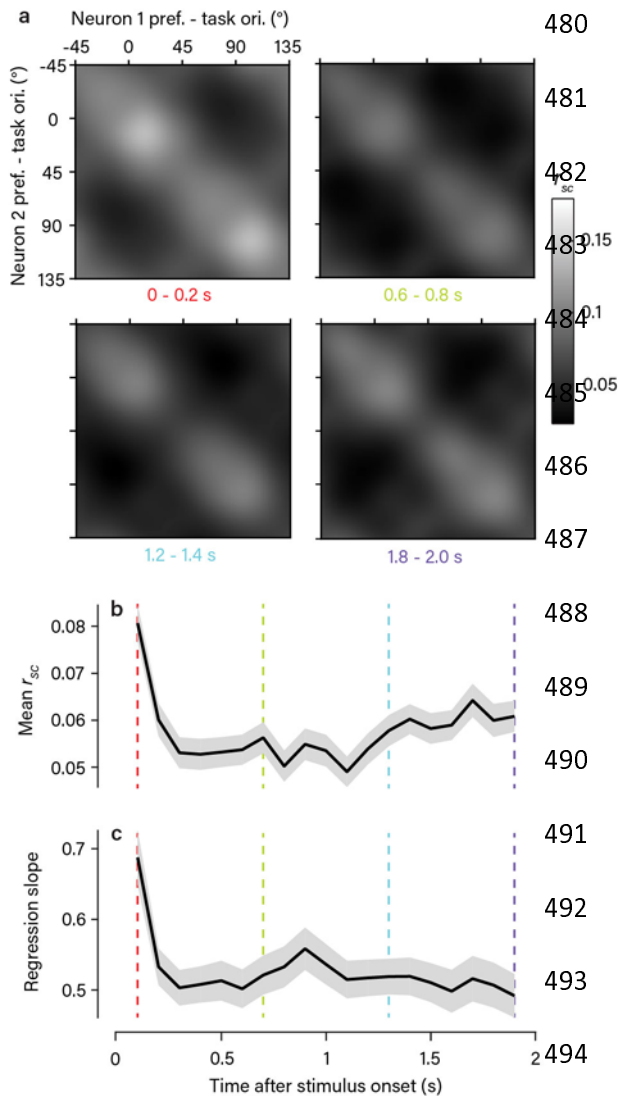 a
Neuron 1 pref. - task ori. (°)
-45 0 45 90 135
Neuron 2 pref. - task ori. (°)
-45
0
45
90
135
0 - 0.2 s
0.6 - 0.8 s
1.2 - 1.4 s
1.8 - 2.0 s
rsc
0.15
0.1
0.05
b
Mean rsc
0.08
0.07
0.06
0.05
c
Regression slope
0.7
0.6
0.5
0 0.5 1 1.5 2
Time after stimulus onset (s)
480
481
482
483
484
485
486
487
488
489
490
491
492
493
494